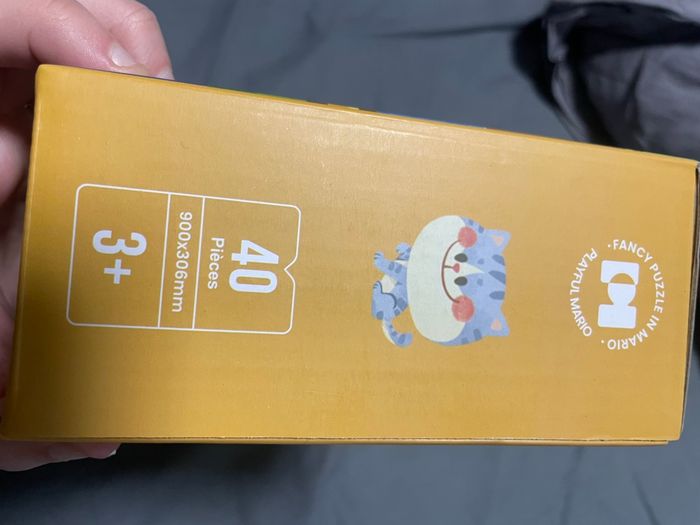 · FANCY PUZZLE IN MARIO ·
PLAYFUL MARIO
40
Pièces
900x306mm
3+